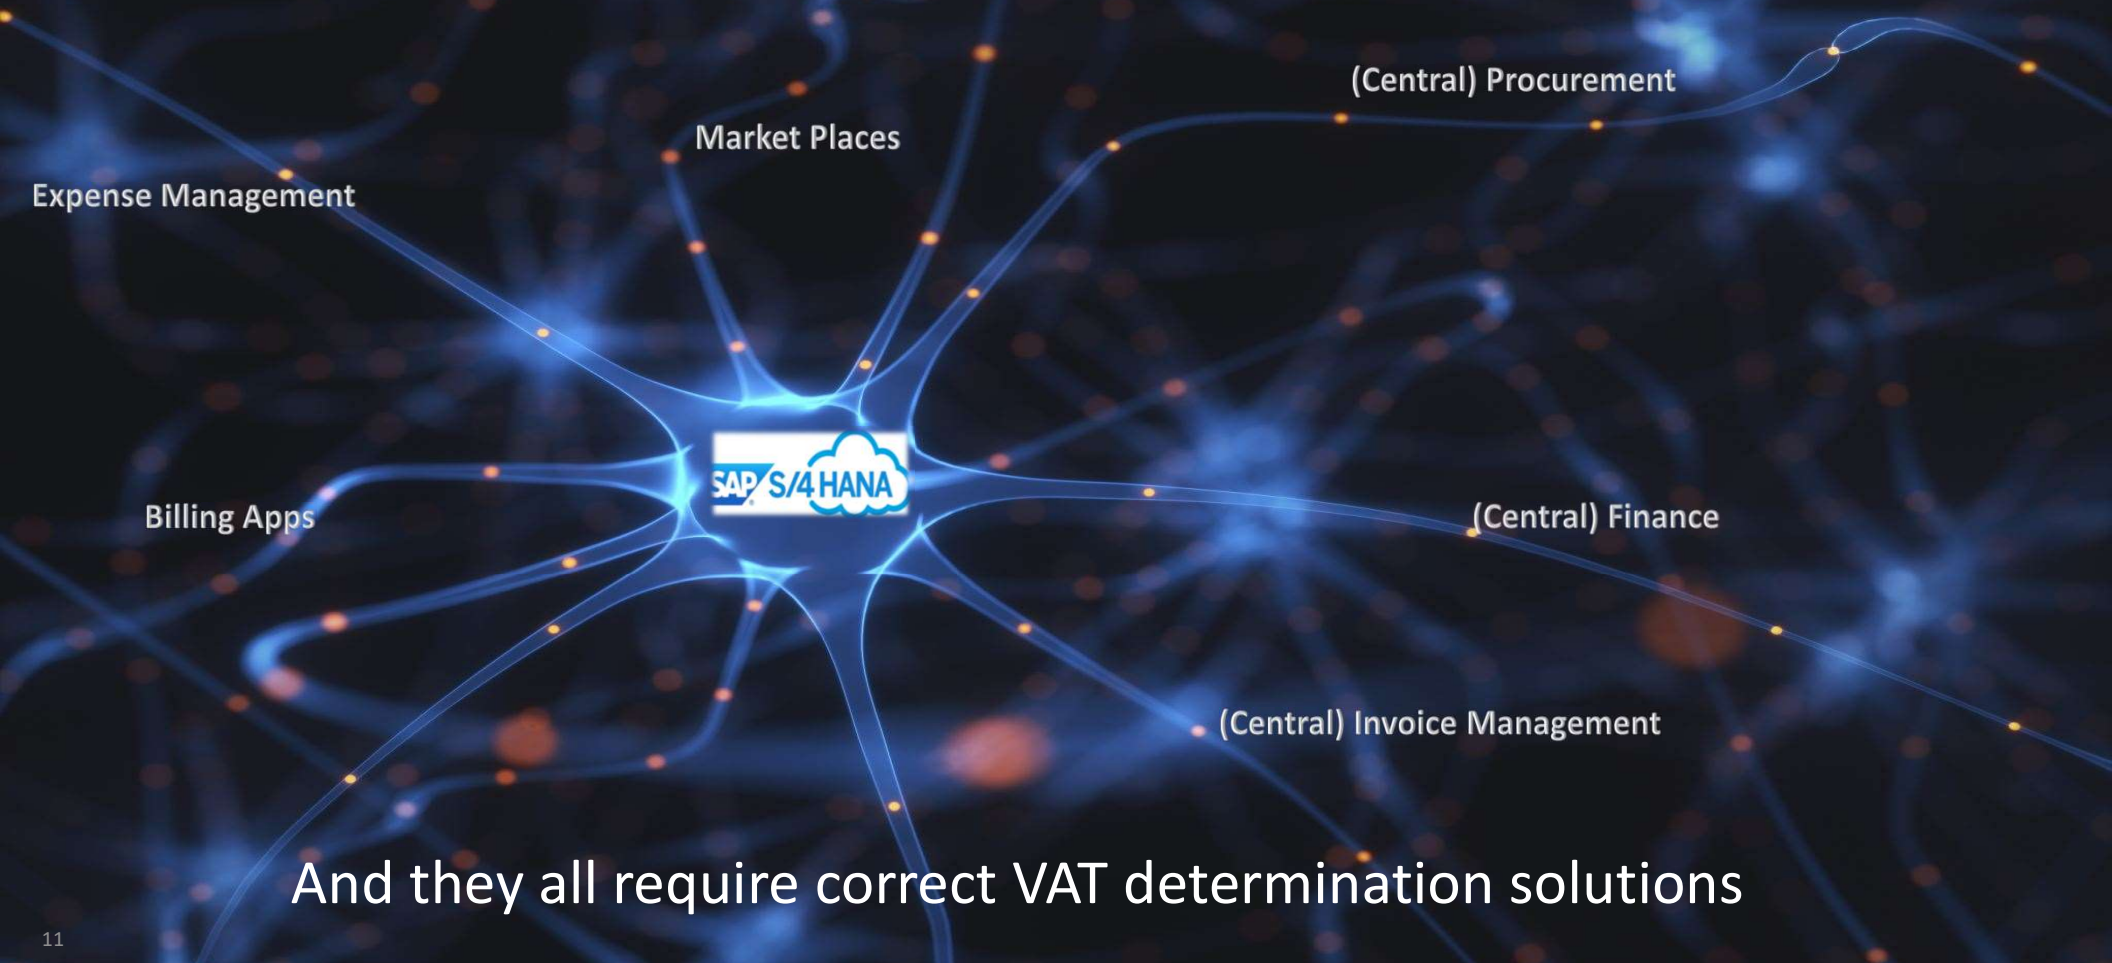 (Central) Procurement
Market Places
Expense Management
SAP® S/4HANA
Billing Apps
(Central) Finance
(Central) Invoice Management
And they all require correct VAT determination solutions
11